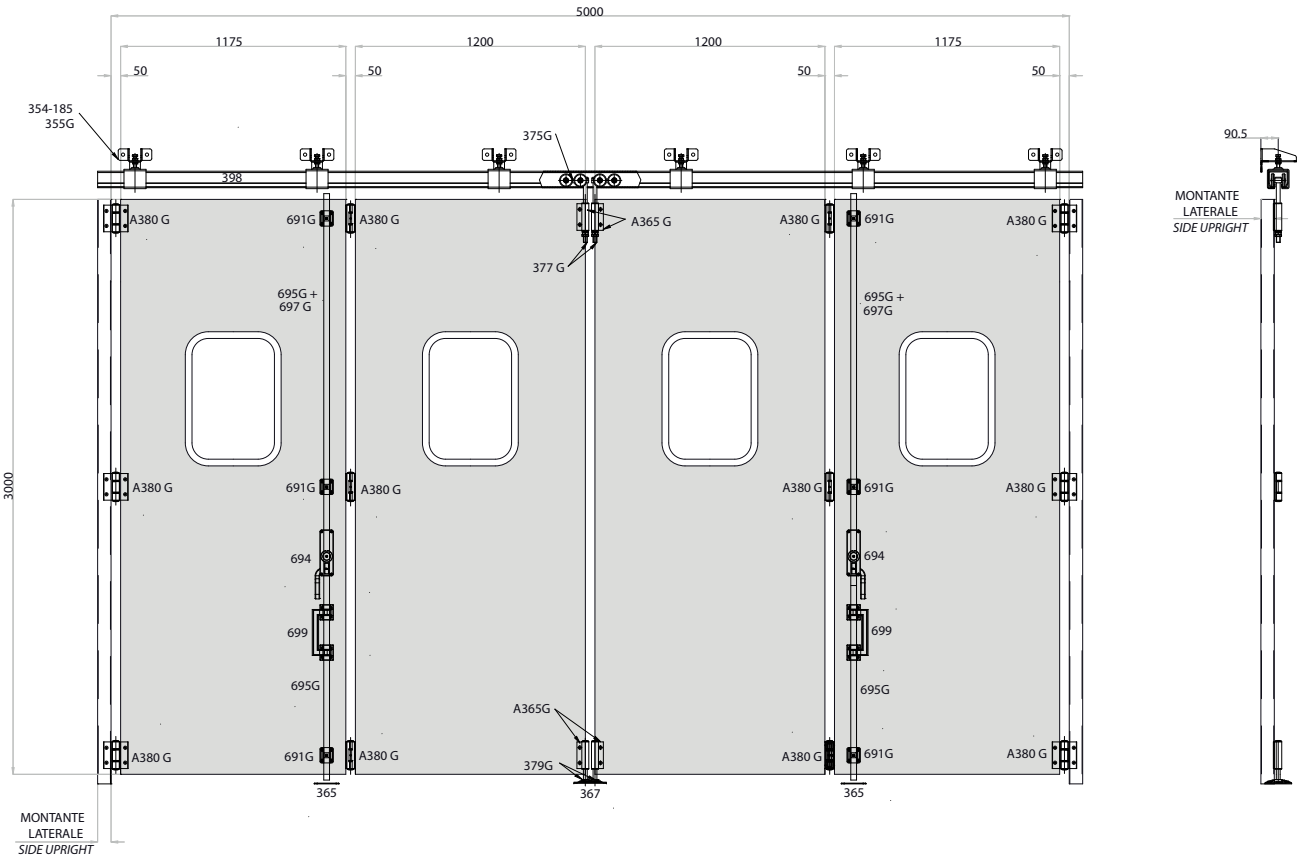 5000
1175
1200
1200
1175
50
50
50
50
354-185
355G
375G
398
90.5
MONTANTE
LATERALE
SIDE UPRIGHT
A380 G
691G
A380 G
A365 G
A380 G
691G
A380 G
377 G
695G +
697 G
695G +
697G
3000
A380 G
691G
A380 G
A380 G
691G
A380 G
694
694
699
699
695G
695G
A365G
A380 G
691G
A380 G
A380 G
691G
A380 G
379G
365
367
365
MONTANTE
LATERALE
SIDE UPRIGHT